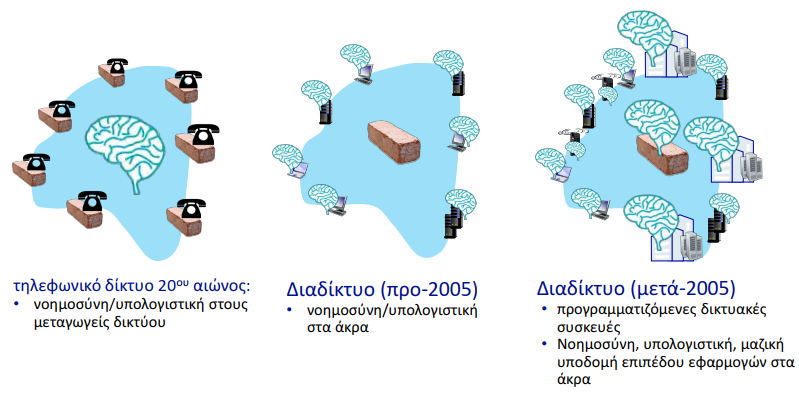 τηλεφωνικό δίκτυο 20ου αιώνος:
• νοημοσύνη/υπολογιστική στους
μεταγωγείς δικτύου
Διαδίκτυο (προ-2005)
• νοημοσύνη/υπολογιστική
στα άκρα
Διαδίκτυο (μετά-2005)
• προγραμματιζόμενες δικτυακές
συσκευές
• Νοημοσύνη, υπολογιστική, μαζική
υποδομή επιπέδου εφαρμογών στα
άκρα